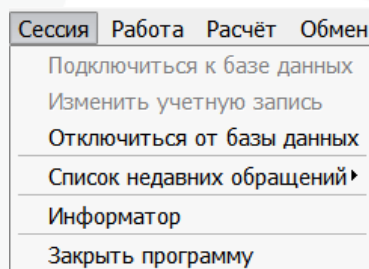 Сессия Работа Расчёт Обмен
Подключиться к базе данных
Изменить учетную запись
Отключиться от базы данных
Список недавних обращений
Информатор
Закрыть программу